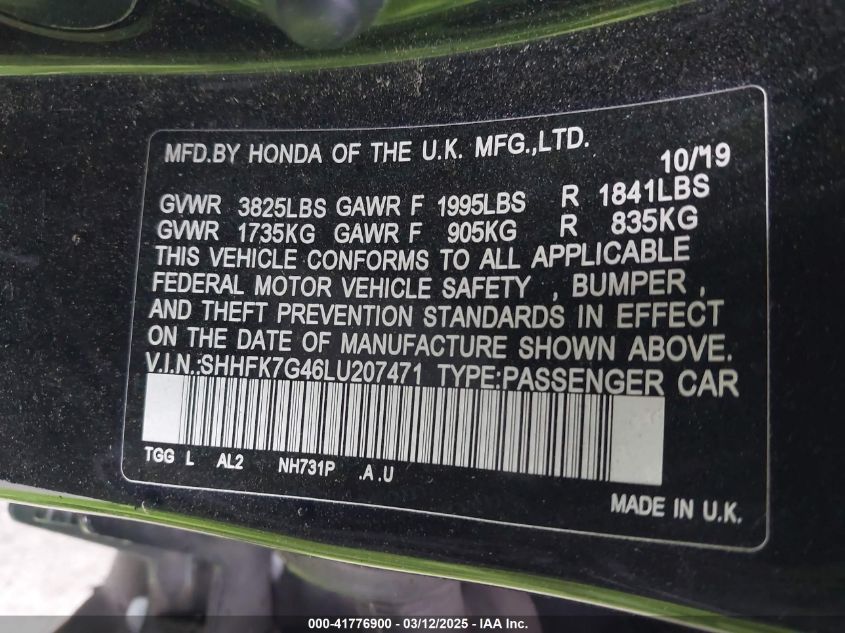 MFD.BY HONDA OF THE U.K. MFG.,LTD. 10/19
GVWR 3825LBS GAWR F 1995LBS R 1841LBS
GVWR 1735KG GAWR F 905KG R 835KG
THIS VEHICLE CONFORMS TO ALL APPLICABLE
FEDERAL MOTOR VEHICLE SAFETY , BUMPER ,
AND THEFT PREVENTION STANDARDS IN EFFECT
ON THE DATE OF MANUFACTURE SHOWN ABOVE.
V.I.N.:SHHFK7G46LU207471 TYPE:PASSENGER CAR
TGG L AL2 NH731P .A .U
MADE IN U.K.
000-41776900 - 03/12/2025 - IAA Inc.